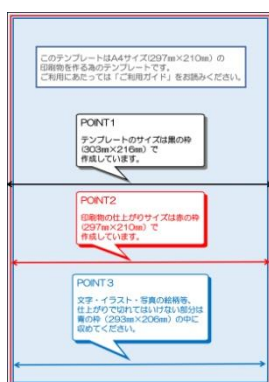 このテンプレートはA4サイズ(297㎜×210㎜)の
印刷物を作る為のテンプレートです。
ご利用にあたっては「ご利用ガイド」をお読みください。
POINT1
テンプレートのサイズは黒の枠
(303㎜×216㎜)で
作成しています。
POINT2
印刷物の仕上がりサイズは赤の枠
(297㎜×210㎜)で
作成しています。
POINT3
文字・イラスト・写真の絵柄等、
仕上がりで切れてはいけない部分は
青の枠(293㎜×206㎜)の中に
収めてください。